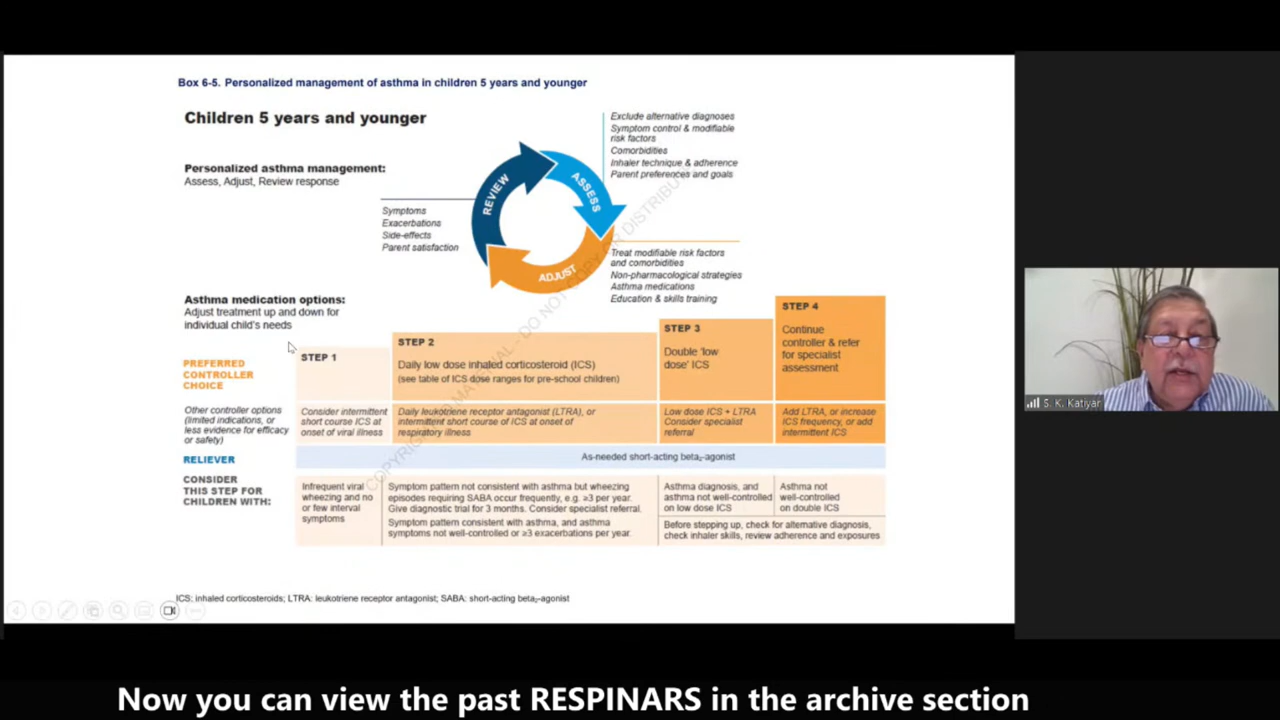 Box 6-5. Personalized management of asthma in children 5 years and younger
Children 5 years and younger
Personalized asthma management:
Assess, Adjust, Review response
Exclude alternative diagnoses
Symptom control & modifiable
risk factors
Comorbidities
Inhaler technique & adherence
Parent preferences and goals
REVIEW
ASSESS
ADJUST
Symptoms
Exacerbations
Side-effects
Parent satisfaction
Treat modifiable risk factors
and comorbidities
Non-pharmacological strategies
Asthma medications
Education & skills training
Asthma medication options:
Adjust treatment up and down for
individual child's needs
PREFERRED
CONTROLLER
CHOICE
STEP 1
STEP 2
Daily low dose inhaled corticosteroid (ICS)
(see table of ICS dose ranges for pre-school children)
STEP 3
Double 'low
dose' ICS
STEP 4
Continue
controller & refer
for specialist
assessment
Other controller options
(limited indications, or
less evidence for efficacy
or safety)
Consider intermittent
short course ICS at
onset of viral illness
Daily leukotriene receptor antagonist (LTRA), or
intermittent short course of ICS at onset of
respiratory illness
Low dose ICS + LTRA
Consider specialist
referral
Add LTRA, or increase
ICS frequency, or add
intermittent ICS
RELIEVER
As-needed short-acting beta₂-agonist
CONSIDER
THIS STEP FOR
CHILDREN WITH:
Infrequent viral
wheezing and no
or few interval
symptoms
Symptom pattern not consistent with asthma but wheezing
episodes requiring SABA occur frequently, e.g. ≥3 per year.
Give diagnostic trial for 3 months. Consider specialist referral.
Symptom pattern consistent with asthma, and asthma
symptoms not well-controlled or ≥3 exacerbations per year.
Asthma diagnosis, and
asthma not well-controlled
on low dose ICS
Asthma not
well-controlled
on double ICS
Before stepping up, check for alternative diagnosis,
check inhaler skills, review adherence and exposures
ICS: inhaled corticosteroids; LTRA: leukotriene receptor antagonist; SABA: short-acting beta₂-agonist
COPYRIGHT MATERIAL - DO NOT COPY OR DISTRIBUTE
S. K. Katiyar
Now you can view the past RESPINARS in the archive section